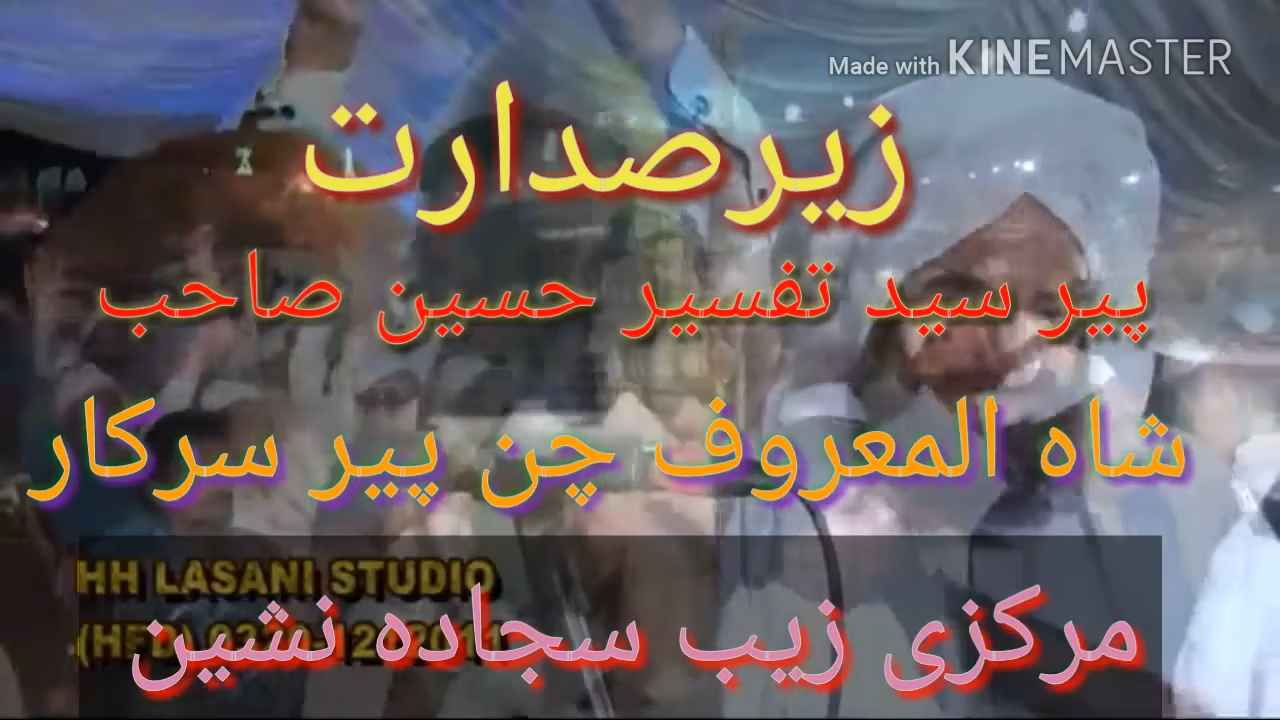 Made with KINEMASTER
زیرصدارت
پیر سید تفسیر حسین صاحب
شاہ المعروف چن پیر سرکار
HH LASANI STUDIO
مرکزی زیب سجادہ نشین